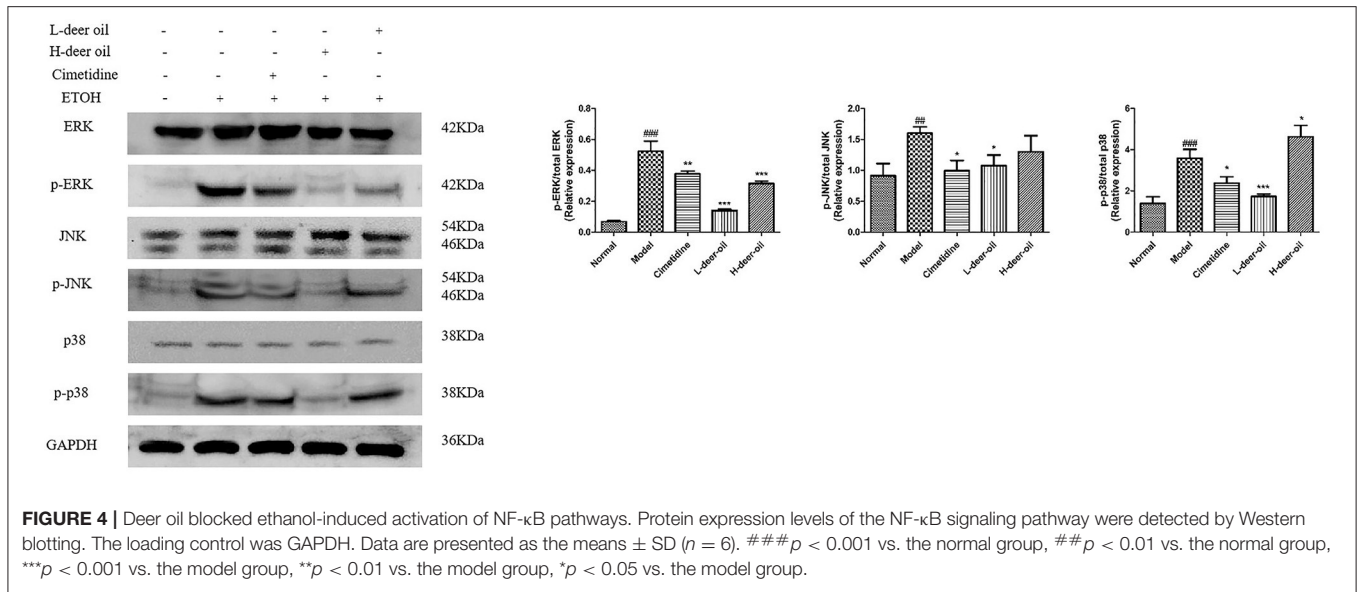 L-deer oil - - - - +
H-deer oil - - - + -
Cimetidine - - + - -
ETOH - + + + +
ERK 42KDa
p-ERK 42KDa
JNK 54KDa
46KDa
p-JNK 54KDa
46KDa
p38 38KDa
p-p38 38KDa
GAPDH 36KDa
p-ERK/total ERK
(Relative expression)
0.8
0.6
0.4
0.2
0.0
###
**
***
***
Normal
Model
Cimetidine
L-deer-oil
H-deer-oil
p-JNK/total JNK
(Relative expression)
2.0
1.5
1.0
0.5
0.0
##
*
*
Normal
Model
Cimetidine
L-deer-oil
H-deer-oil
p-p38/total p38
(Relative expression)
6
4
2
0
###
*
***
*
Normal
Model
Cimetidine
L-deer-oil
H-deer-oil
FIGURE 4 | Deer oil blocked ethanol-induced activation of NF-κB pathways. Protein expression levels of the NF-κB signaling pathway were detected by Western
blotting. The loading control was GAPDH. Data are presented as the means ± SD (n = 6). ###p < 0.001 vs. the normal group, ##p < 0.01 vs. the normal group,
***p < 0.001 vs. the model group, **p < 0.01 vs. the model group, *p < 0.05 vs. the model group.